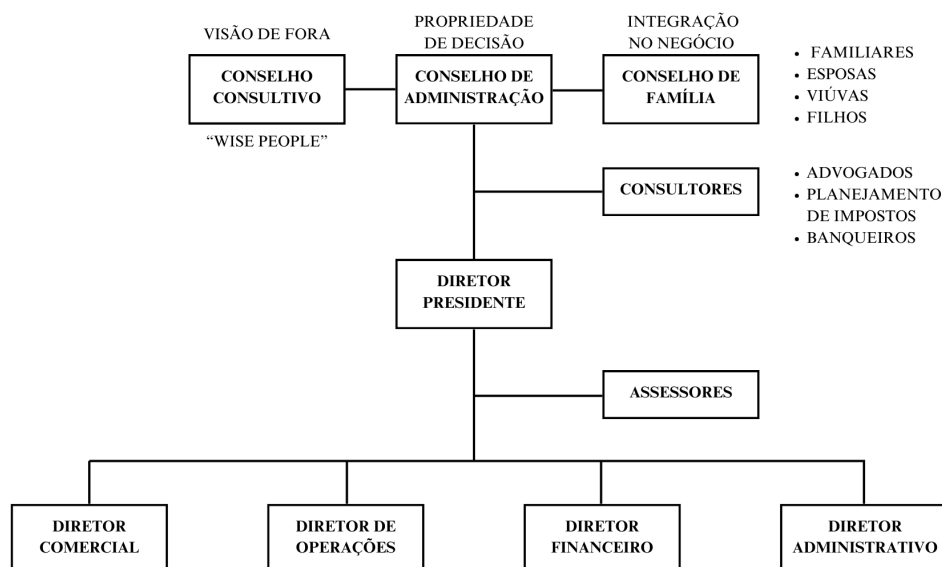 VISÃO DE FORA
CONSELHO
CONSULTIVO
“WISE PEOPLE”
PROPRIEDADE
DE DECISÃO
CONSELHO DE
ADMINISTRAÇÃO
INTEGRAÇÃO
NO NEGÓCIO
CONSELHO DE
FAMÍLIA
• FAMILIARES
• ESPOSAS
• VIÚVAS
• FILHOS
CONSULTORES
• ADVOGADOS
• PLANEJAMENTO
DE IMPOSTOS
• BANQUEIROS
DIRETOR
PRESIDENTE
ASSESSORES
DIRETOR
COMERCIAL
DIRETOR DE
OPERAÇÕES
DIRETOR
FINANCEIRO
DIRETOR
ADMINISTRATIVO